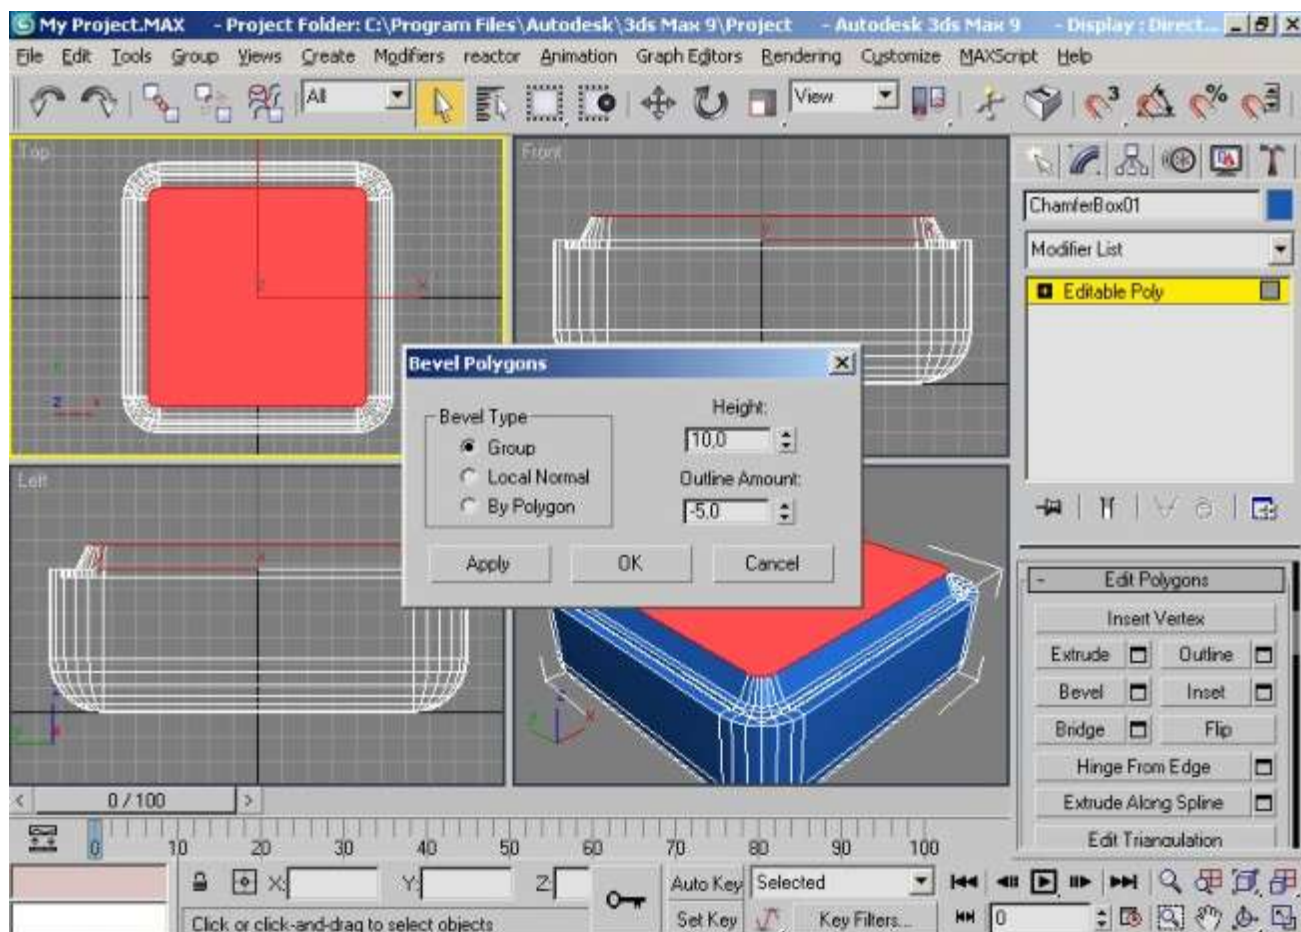 My Project.MAX - Project Folder: C:\Program Files\Autodesk\3ds Max 9\Project - Autodesk 3ds Max 9 - Display : Direct...
File Edit Tools Group Views Create Modifiers reactor Animation Graph Editors Rendering Customize MAXScript Help
All View 3 %
Top Front
ChamferBox01
Modifier List
Editable Poly
Bevel Polygons
Bevel Type
Group
Local Normal
By Polygon
Height:
10,0
Outline Amount:
-5,0
Apply OK Cancel
Left
Edit Polygons
Insert Vertex
Extrude Outline
Bevel Inset
Bridge Flip
Hinge From Edge
Extrude Along Spline
Edit Triangulation
0 / 100
0 10 20 30 40 50 60 70 80 90 100
X: Y: Z: Auto Key Selected
Click or click-and-drag to select objects Set Key Key Filters... 0